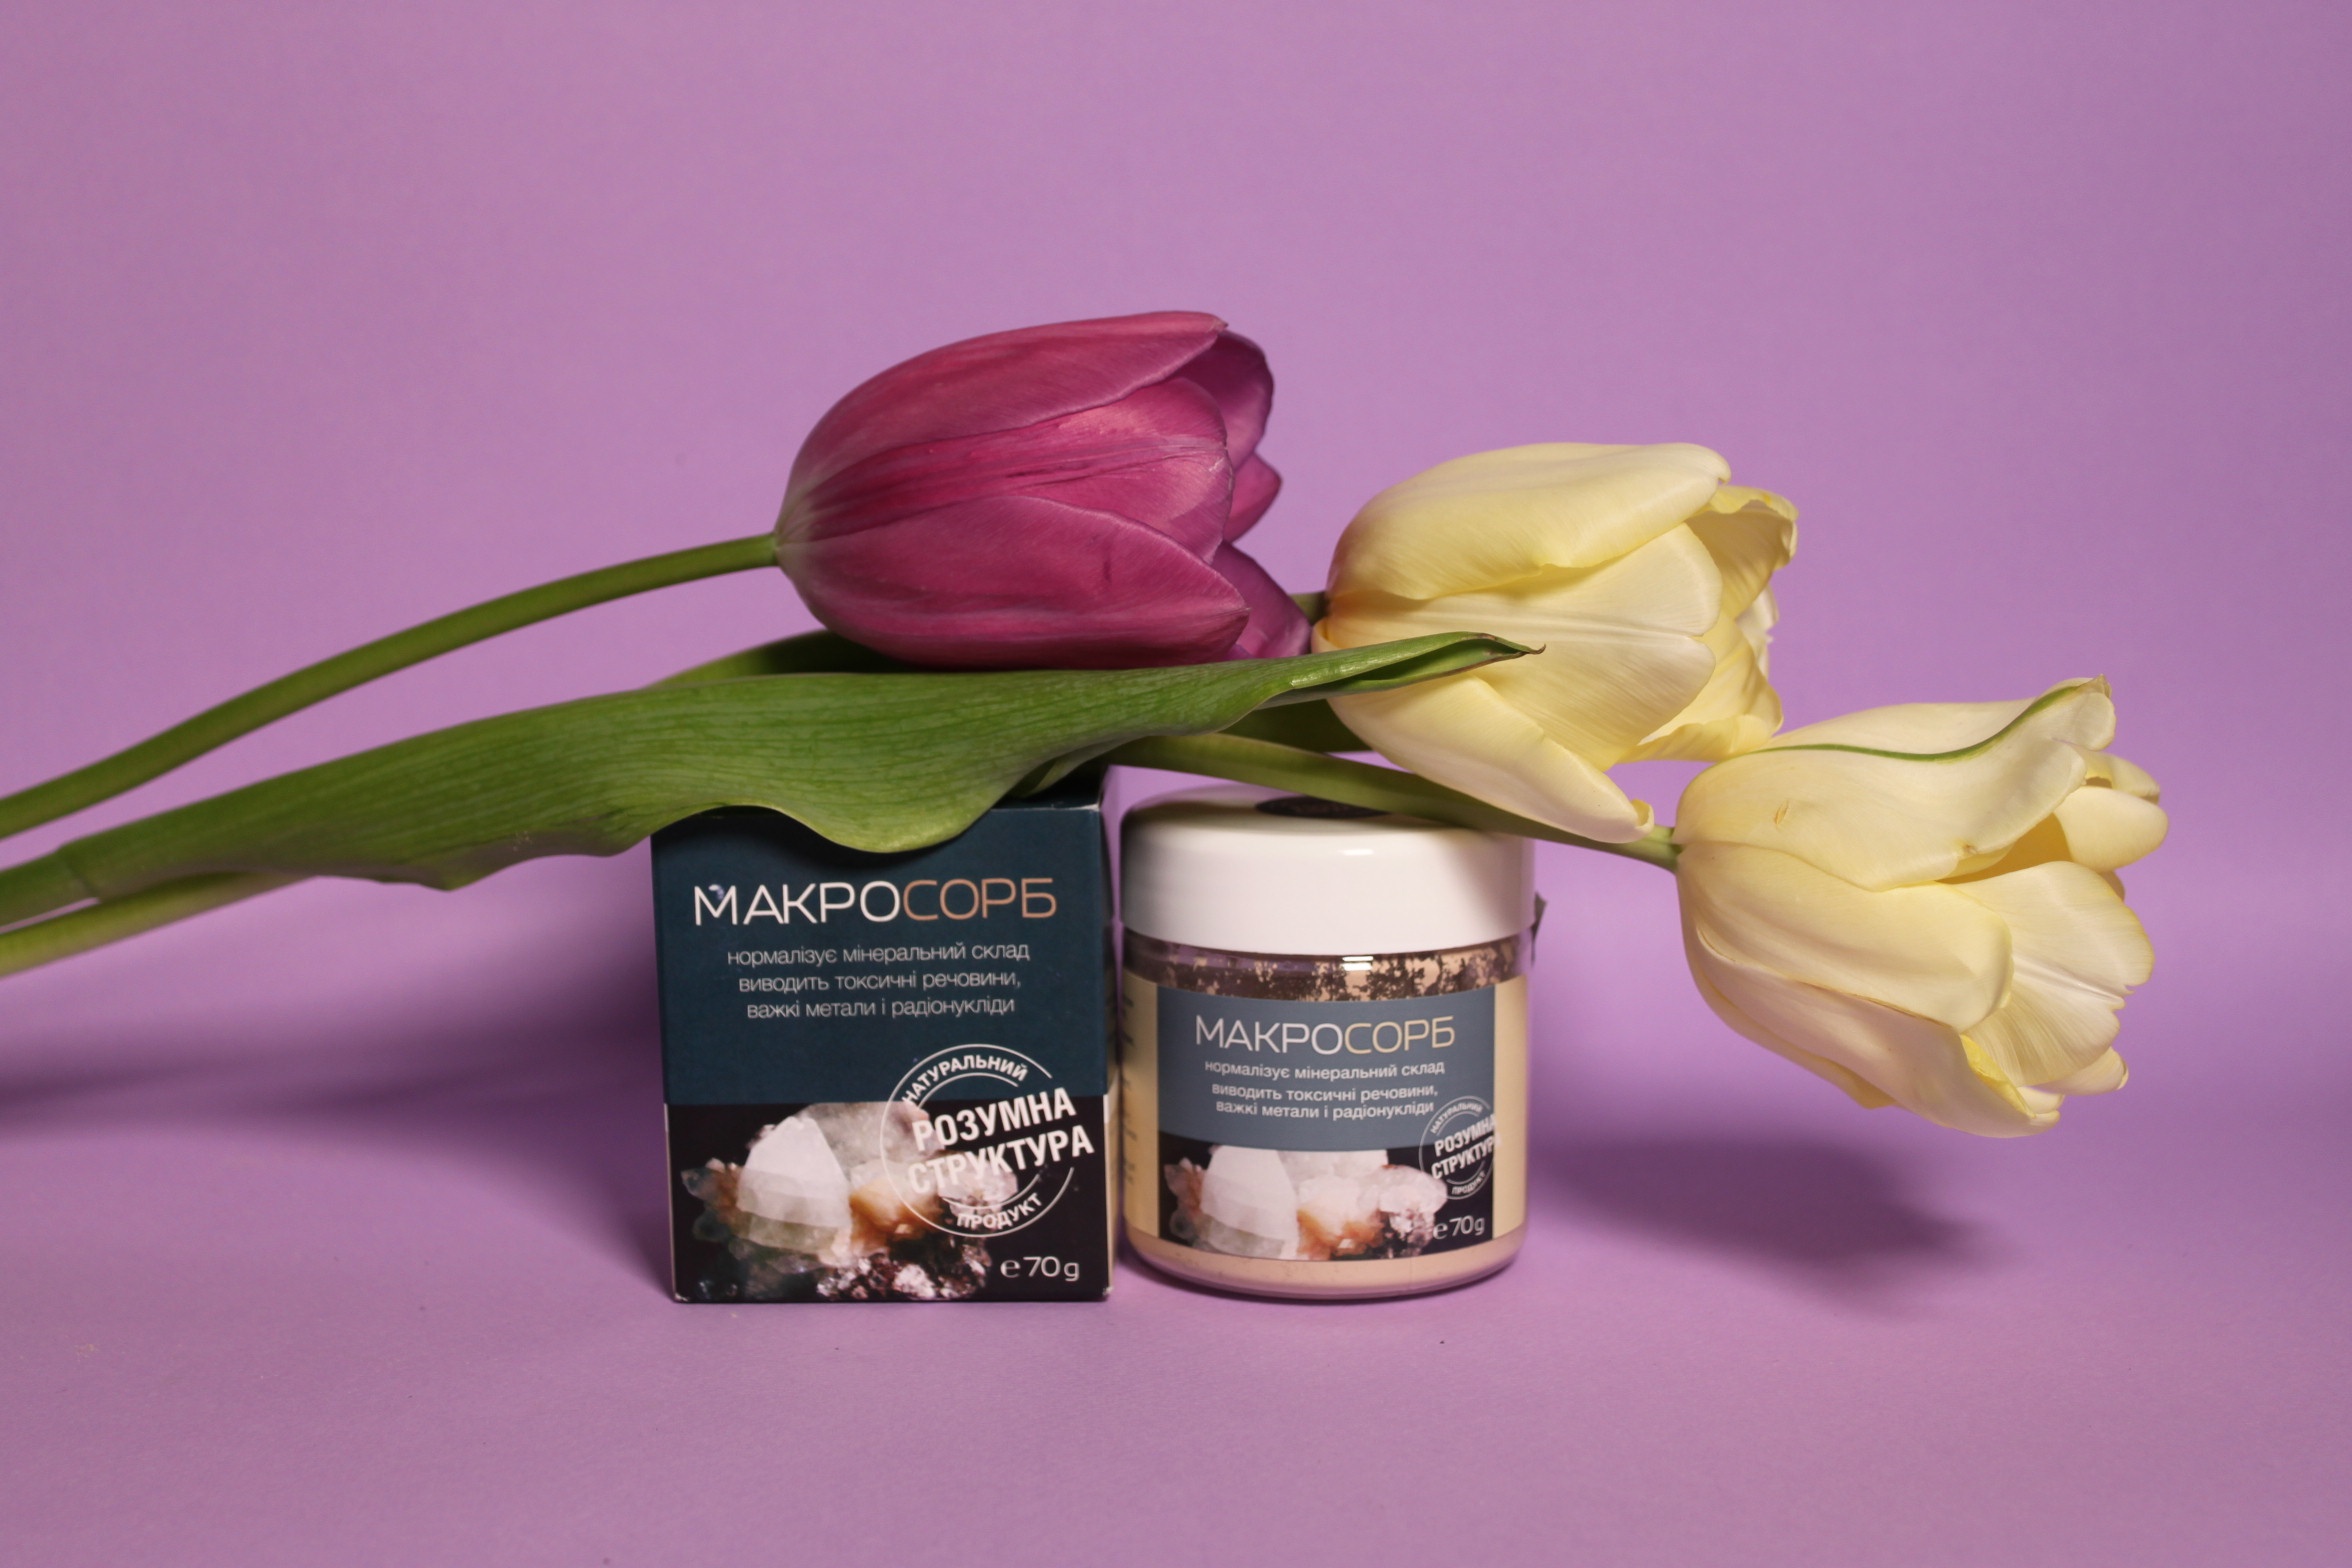 МАКРОСОРБ
нормалізує мінеральний склад
виводить токсичні речовини,
важкі метали і радіонукліди
НАТУРАЛЬНИЙ
РОЗУМНА
СТРУКТУРА
ПРОДУКТ
℮70g
МАКРОСОРБ
нормалізує мінеральний склад
виводить токсичні речовини,
важкі метали і радіонукліди
НАТУРАЛЬНИЙ
РОЗУМНА
СТРУКТУРА
ПРОДУКТ
℮70g